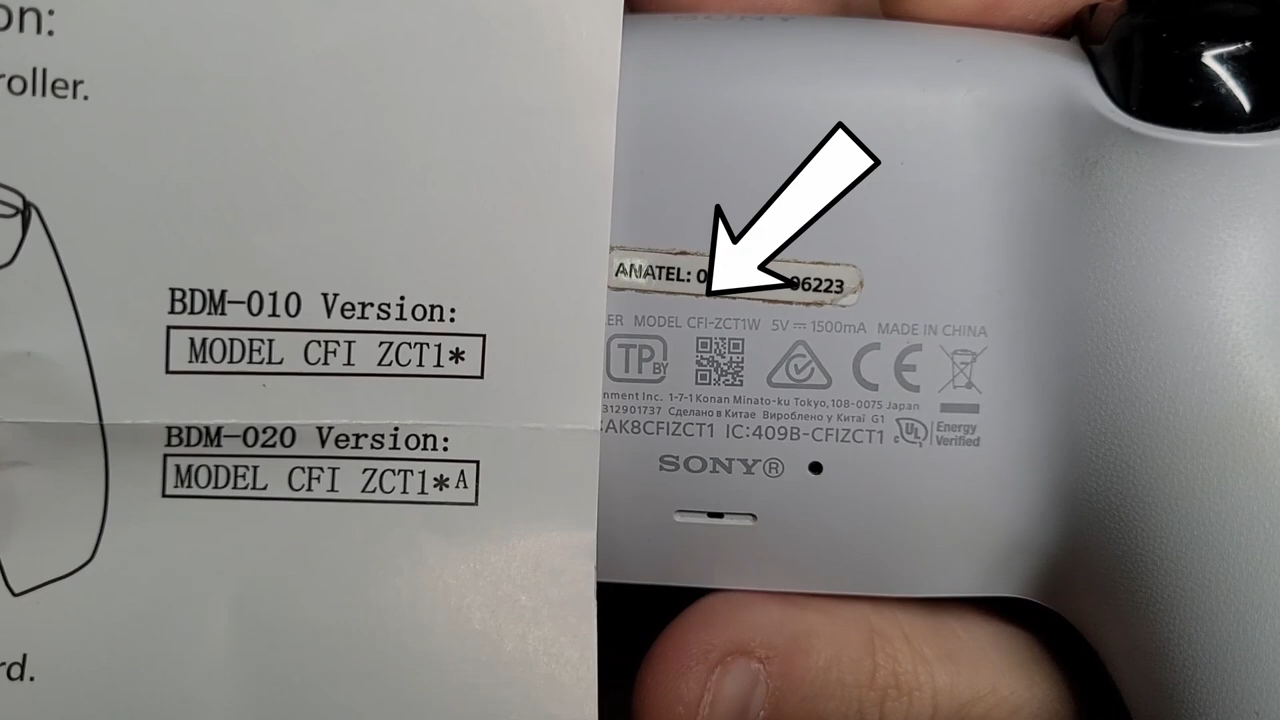 on:
roller.
BDM-010 Version:
MODEL CFI ZCT1*
BDM-020 Version:
MODEL CFI ZCT1*A
rd.
SONY
ANATEL: 0 06223
ER MODEL CFI-ZCT1W 5V ⎓ 1500mA MADE IN CHINA
TP BY
CE
nment Inc. 1-7-1 Konan Minato-ku Tokyo, 108-0075 Japan
312901737 Сделано в Китае Вироблено у Китаї G1
AK8CFIZCT1 IC:409B-CFIZCT1
c UL Energy
Verified
SONY®